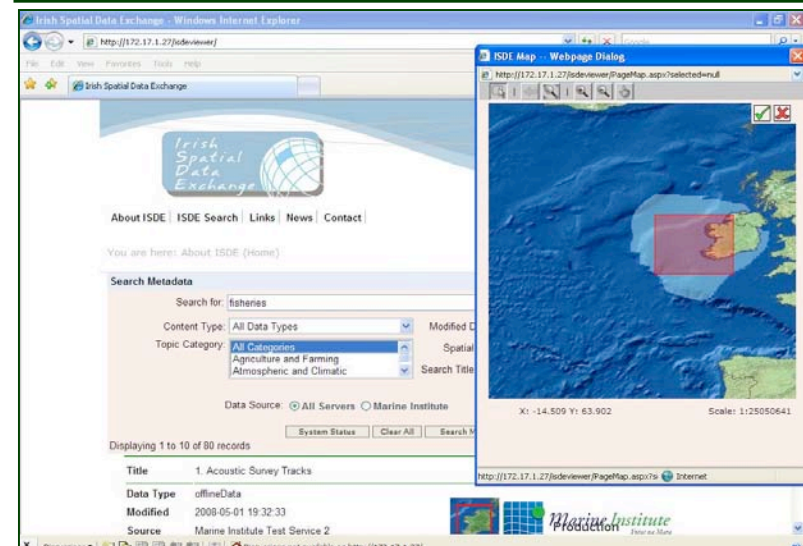 Irish Spatial Data Exchange - Windows Internet Explorer
http://172.17.1.27/isdeviewer/
Google
File Edit View Favorites Tools Help
Irish Spatial Data Exchange
Irish
Spatial
Data
Exchange
About ISDE | ISDE Search | Links | News | Contact |
You are here: About ISDE (Home)
Search Metadata
Search for: fisheries
Content Type: All Data Types
Modified D
Topic Category: All Categories
Agriculture and Farming
Atmospheric and Climatic
Spatial
Search Title
Data Source: All Servers Marine Institute
System Status Clear All Search M
Displaying 1 to 10 of 80 records
Title 1. Acoustic Survey Tracks
Data Type offlineData
Modified 2008-05-01 19:32:33
Source Marine Institute Test Service 2
Marine Institute
Production
ISDE Map -- Webpage Dialog
http://172.17.1.27/isdeviewer/PageMap.aspx?selected=null
X: -14.509 Y: 63.902 Scale: 1:25050641
http://172.17.1.27/isdeviewer/PageMap.aspx?s Internet